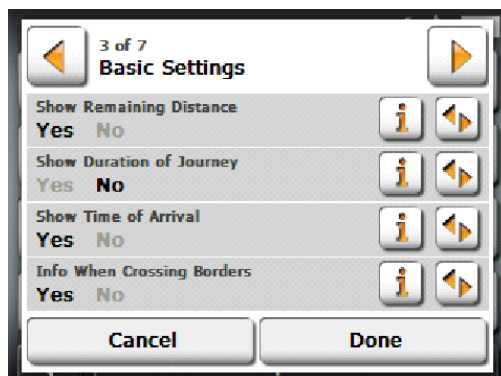 3 of 7
Basic Settings
Show Remaining Distance
Yes No
Show Duration of Journey
Yes No
Show Time of Arrival
Yes No
Info When Crossing Borders
Yes No
Cancel Done